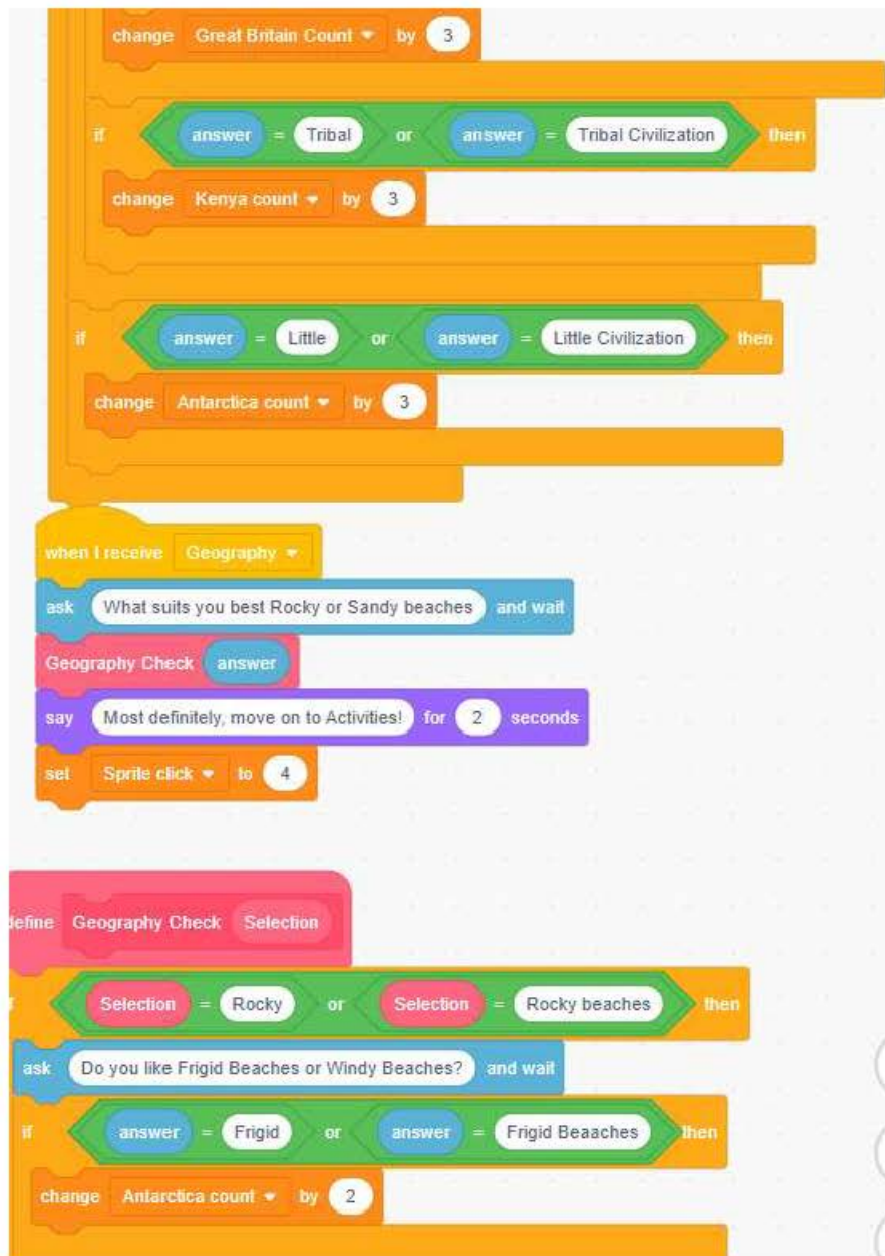 change Great Britain Count by 3
if answer = Tribal or answer = Tribal Civilization then
change Kenya count by 3
if answer = Little or answer = Little Civilization then
change Antarctica count by 3
when I receive Geography
ask What suits you best Rocky or Sandy beaches and wait
Geography Check answer
say Most definitely, move on to Activities! for 2 seconds
set Sprite click to 4
define Geography Check Selection
if Selection = Rocky or Selection = Rocky beaches then
ask Do you like Frigid Beaches or Windy Beaches? and wait
if answer = Frigid or answer = Frigid Beaaches then
change Antarctica count by 2